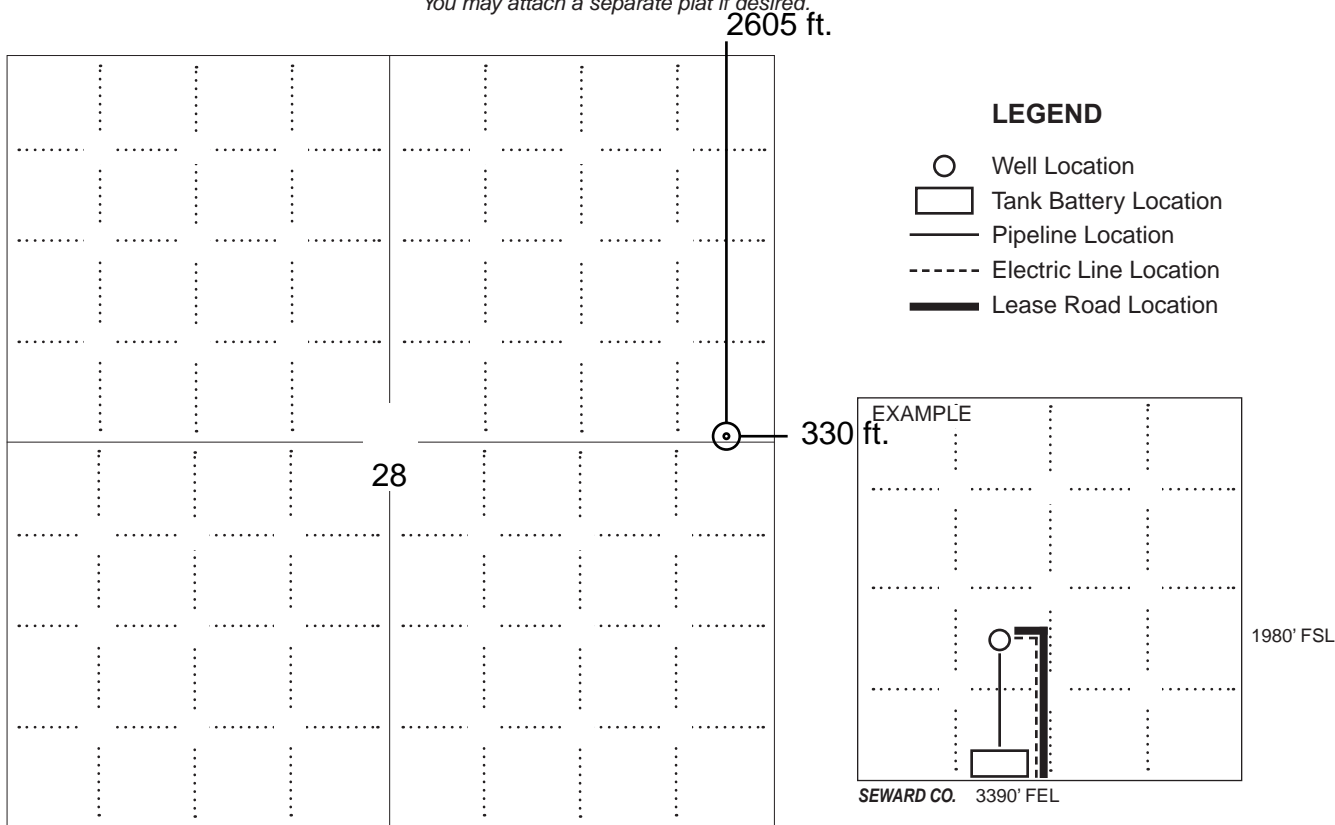 You may attach a separate plat if desired.
2605 ft.
LEGEND
Well Location
Tank Battery Location
Pipeline Location
Electric Line Location
Lease Road Location
EXAMPLE
330 ft.
28
1980' FSL
SEWARD CO. 3390' FEL